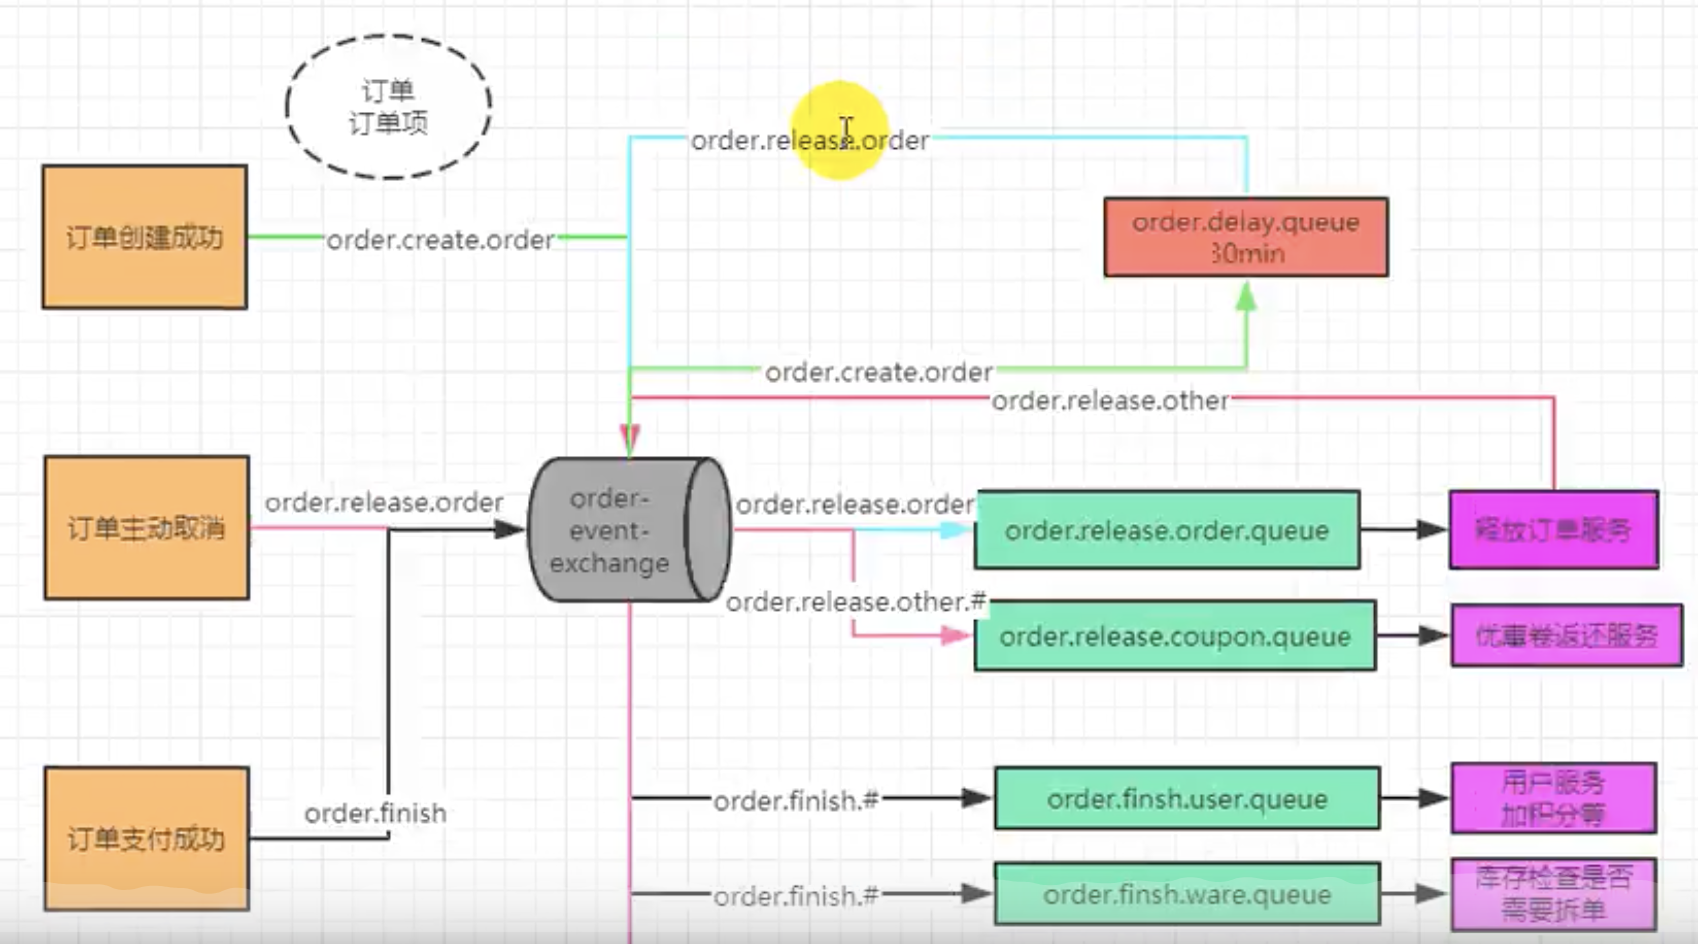 订单
订单项
order.release.order
订单创建成功
order.create.order
order.delay.queue
30min
order.create.order
order.release.other
订单主动取消
order.release.order
order-
event-
exchange
order.release.order
order.release.order.queue
释放订单服务
order.release.other.#
order.release.coupon.queue
优惠卷返还服务
订单支付成功
order.finish
order.finish.#
order.finsh.user.queue
用户服务
加积分等
order.finish.#
order.finsh.ware.queue
库存检查是否
需要拆单